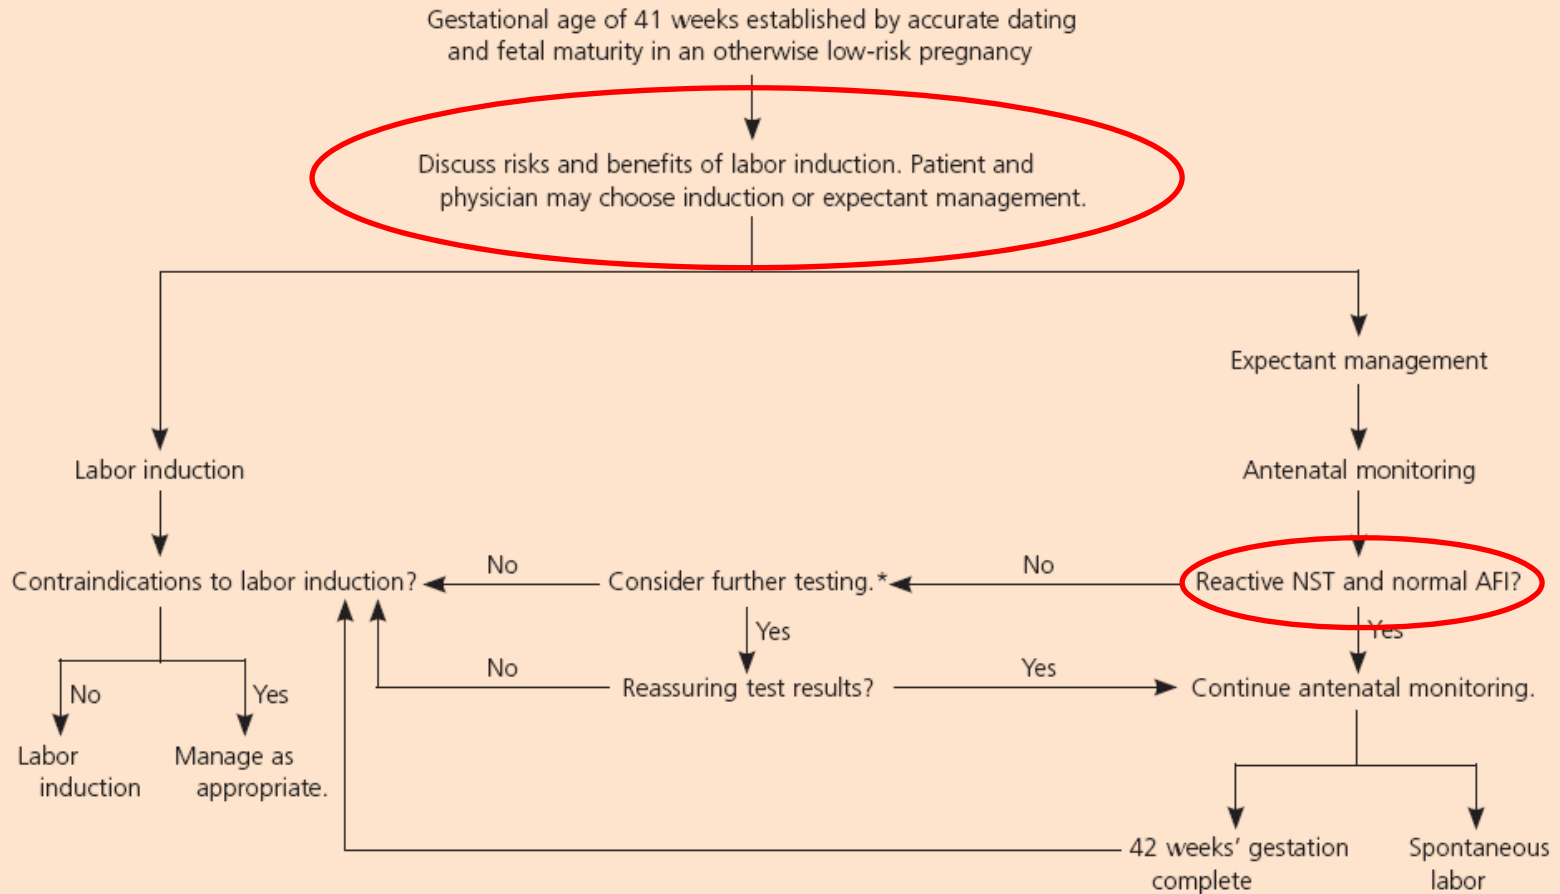 Gestational age of 41 weeks established by accurate dating
and fetal maturity in an otherwise low-risk pregnancy
Discuss risks and benefits of labor induction. Patient and
physician may choose induction or expectant management.
Expectant management
Labor induction
Antenatal monitoring
Contraindications to labor induction?
No
Consider further testing.*
No
Reactive NST and normal AFI?
Yes
Yes
No
Reassuring test results?
Yes
Continue antenatal monitoring.
No
Yes
Labor
induction
Manage as
appropriate.
42 weeks’ gestation
complete
Spontaneous
labor